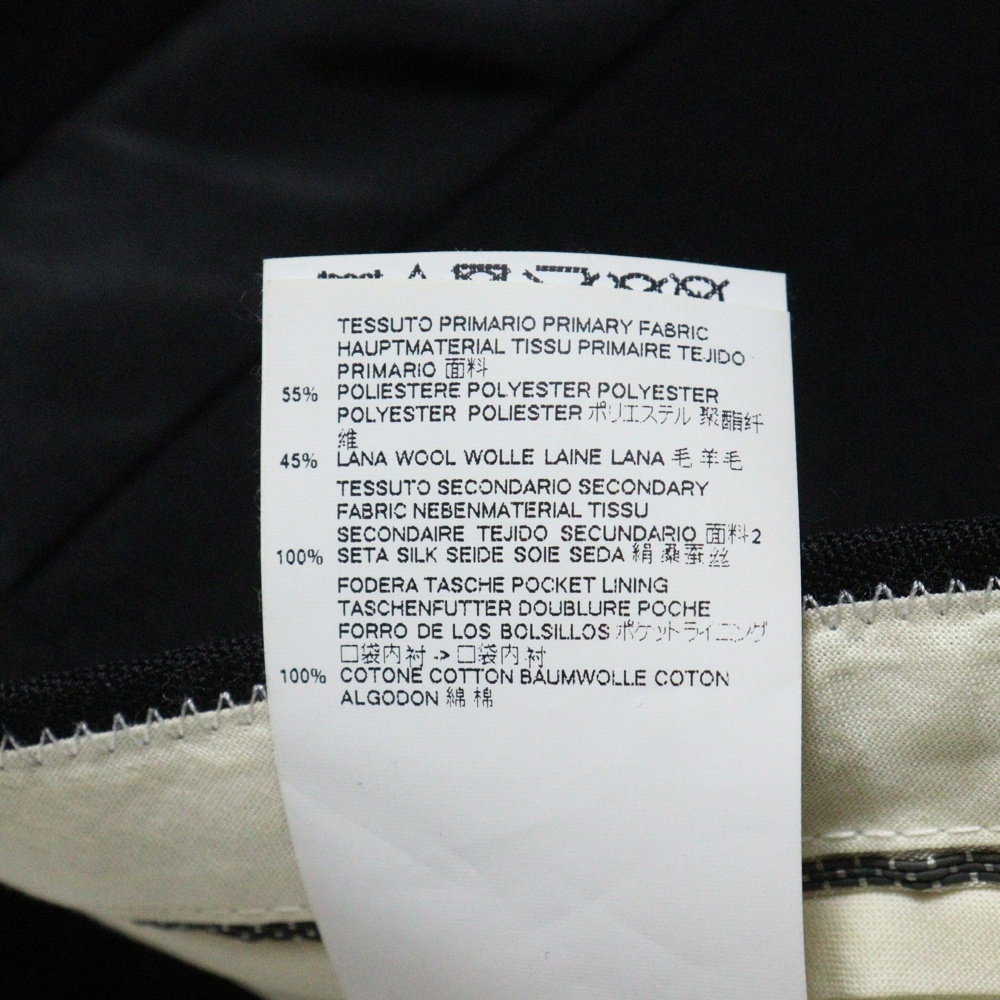 TESSUTO PRIMARIO PRIMARY FABRIC
HAUPTMATERIAL TISSU PRIMAIRE TEJIDO
PRIMARIO 面料
55% POLIESTERE POLYESTER POLYESTER
POLYESTER POLIESTER ポリエステル 聚酯纤
维
45% LANA WOOL WOLLE LAINE LANA 毛 羊毛
TESSUTO SECONDARIO SECONDARY
FABRIC NEBENMATERIAL TISSU
SECONDAIRE TEJIDO SECUNDARIO 面料2
100% SETA SILK SEIDE SOIE SEDA 絹 桑蚕丝
FODERA TASCHE POCKET LINING
TASCHENFUTTER DOUBLURE POCHE
FORRO DE LOS BOLSILLOS ポケットライニング
口袋内衬 -> 口袋内衬
100% COTONE COTTON BAUMWOLLE COTON
ALGODON 綿 棉